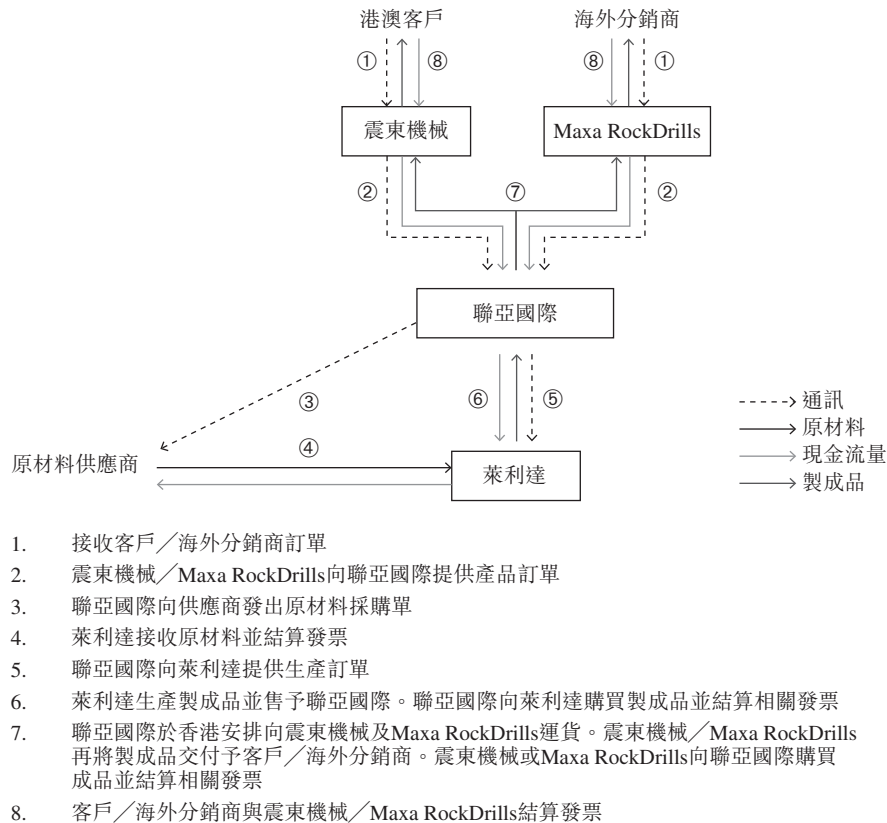 港澳客戶
海外分銷商
①
⑧
⑧
①
震東機械
Maxa RockDrills
②
⑦
②
聯亞國際
③
⑥
⑤
通訊
原材料
現金流量
製成品
④
原材料供應商
萊利達
1. 接收客戶／海外分銷商訂單
2. 震東機械／Maxa RockDrills向聯亞國際提供產品訂單
3. 聯亞國際向供應商發出原材料採購單
4. 萊利達接收原材料並結算發票
5. 聯亞國際向萊利達提供生產訂單
6. 萊利達生產製成品並售予聯亞國際。聯亞國際向萊利達購買製成品並結算相關發票
7. 聯亞國際於香港安排向震東機械及Maxa RockDrills運貨。震東機械／Maxa RockDrills
再將製成品交付予客戶／海外分銷商。震東機械或Maxa RockDrills向聯亞國際購買
成品並結算相關發票
8. 客戶／海外分銷商與震東機械／Maxa RockDrills結算發票